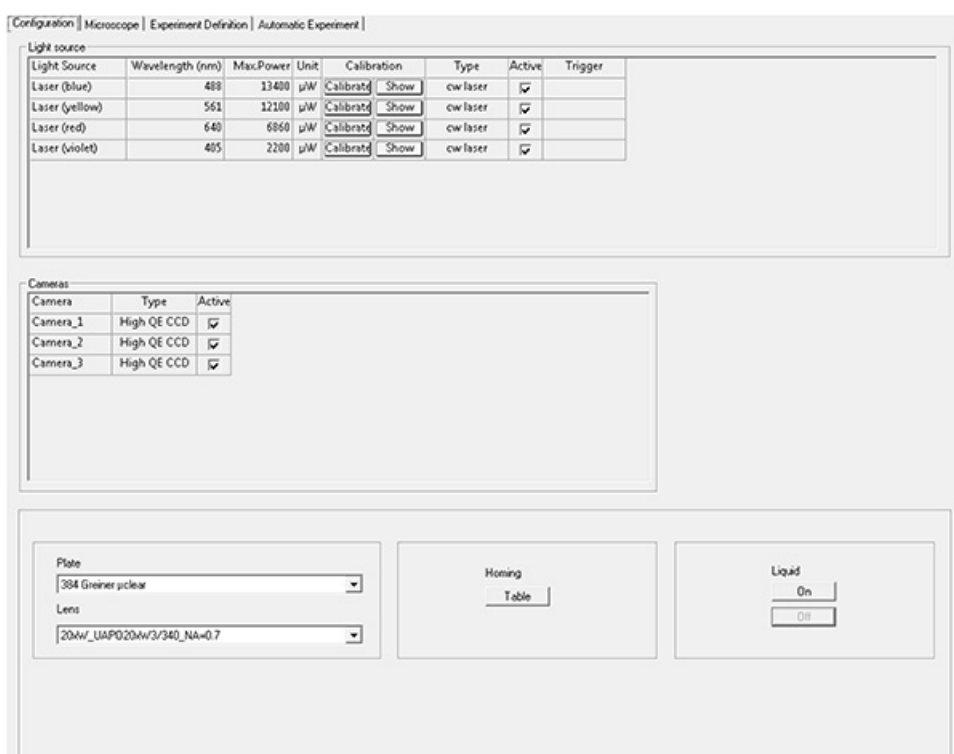 Configuration Microscope Experiment Definition Automatic Experiment
Light source
Light Source Wavelength (nm) Max.Power Unit Calibration Type Active Trigger
Laser (blue) 488 13400 µW Calibrate Show cw laser
Laser (yellow) 561 12100 µW Calibrate Show cw laser
Laser (red) 640 6860 µW Calibrate Show cw laser
Laser (violet) 405 2200 µW Calibrate Show cw laser
Cameras
Camera Type Active
Camera_1 High QE CCD
Camera_2 High QE CCD
Camera_3 High QE CCD
Plate
384 Greiner µclear
Lens
20xW_UAPO20xW3/340_NA=0.7
Homing
Table
Liquid
On
Off